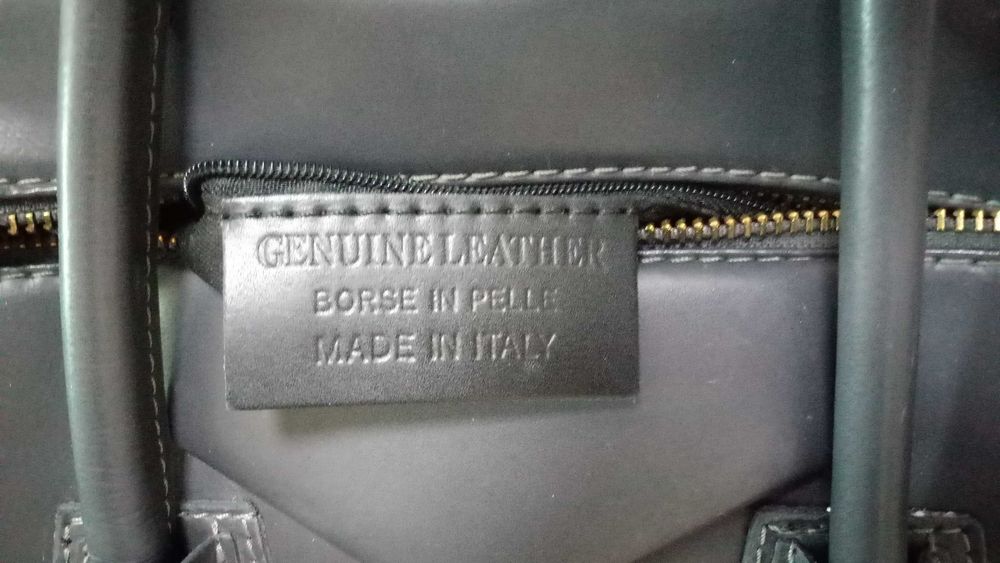 GENUINE LEATHER
BORSE IN PELLE
MADE IN ITALY